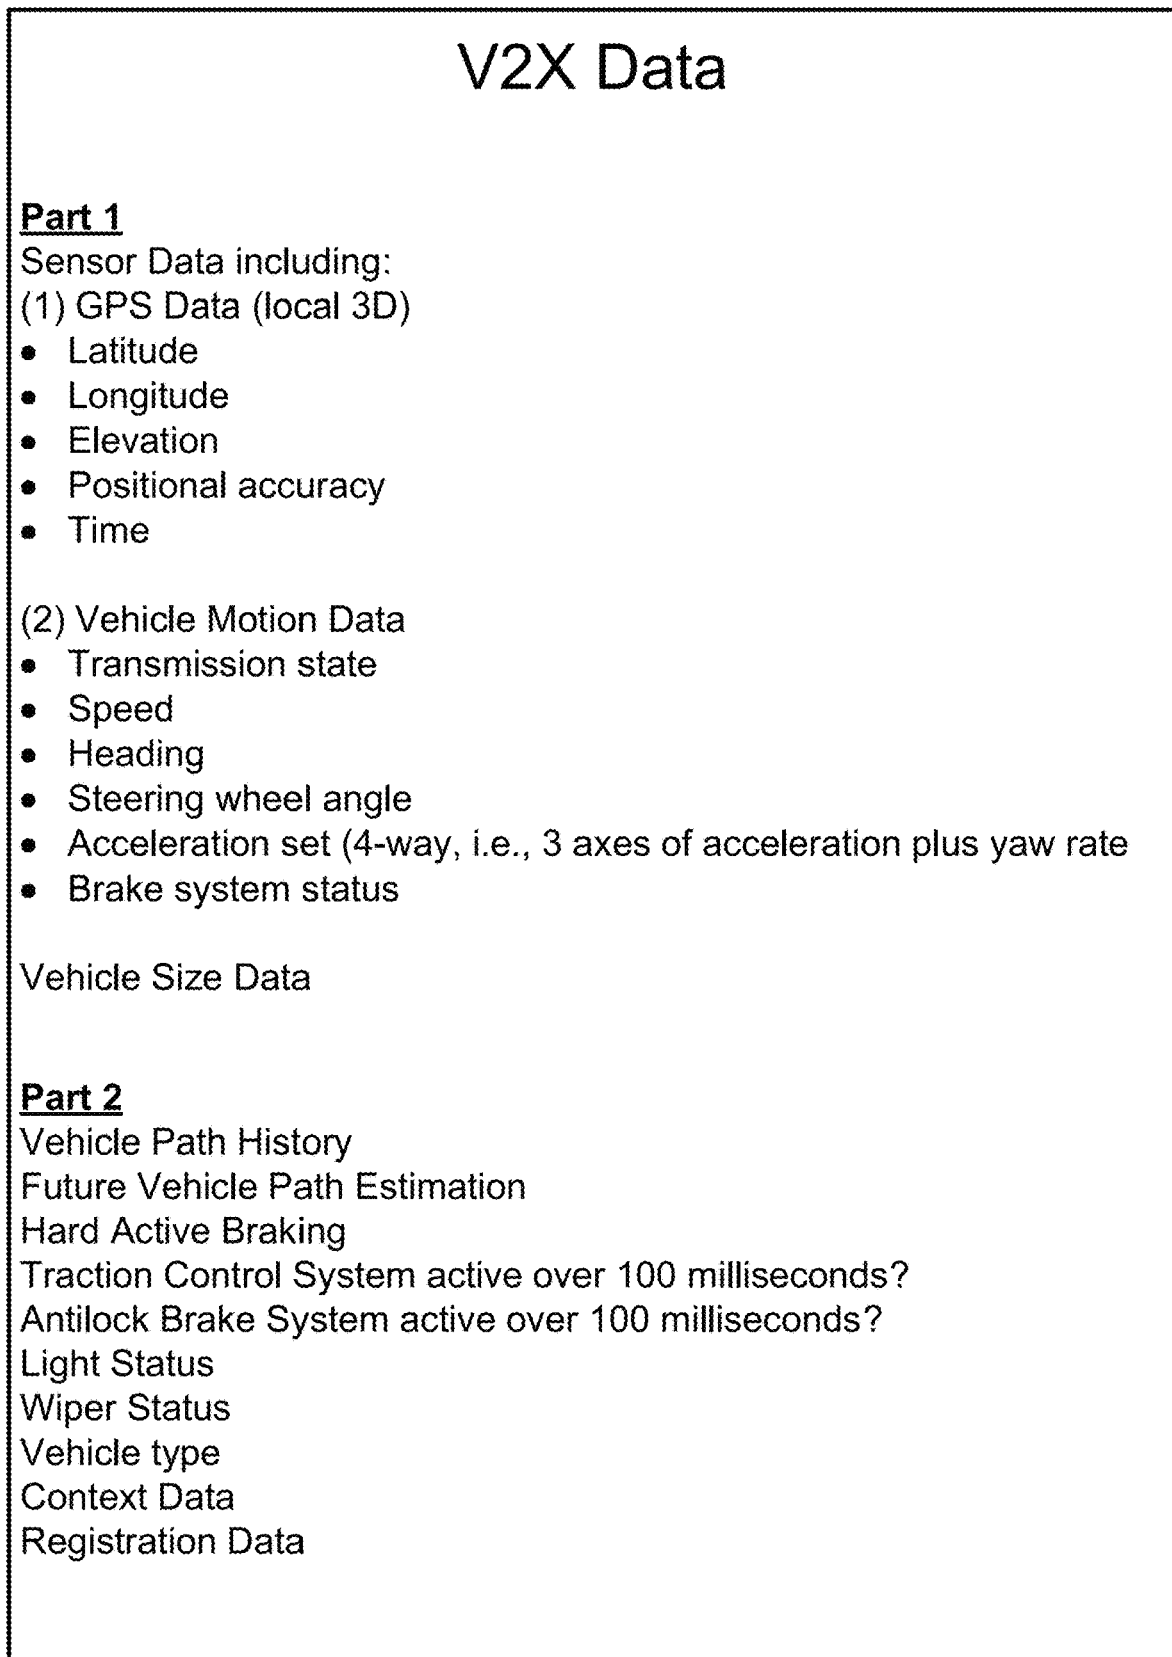 V2X Data
Part 1
Sensor Data including:
(1) GPS Data (local 3D)
• Latitude
• Longitude
• Elevation
• Positional accuracy
• Time
(2) Vehicle Motion Data
• Transmission state
• Speed
• Heading
• Steering wheel angle
• Acceleration set (4-way, i.e., 3 axes of acceleration plus yaw rate
• Brake system status
Vehicle Size Data
Part 2
Vehicle Path History
Future Vehicle Path Estimation
Hard Active Braking
Traction Control System active over 100 milliseconds?
Antilock Brake System active over 100 milliseconds?
Light Status
Wiper Status
Vehicle type
Context Data
Registration Data